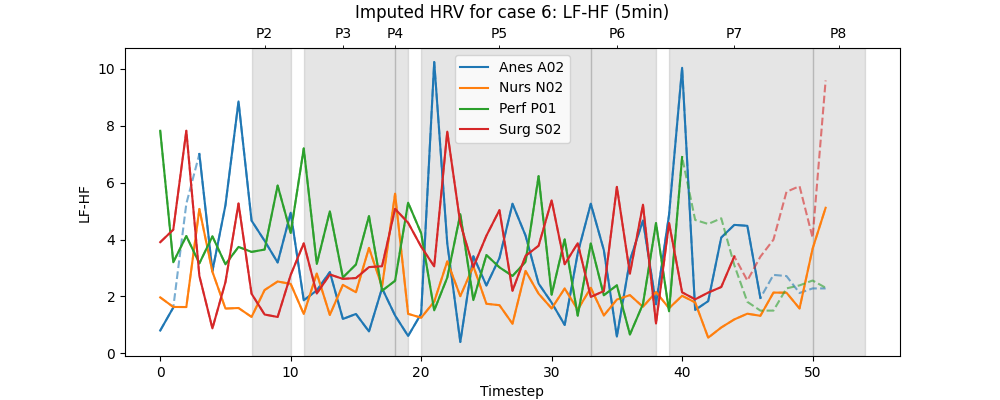 Imputed HRV for case 6: LF-HF (5min)
P2 P3 P4 P5 P6 P7 P8
Anes A02
Nurs N02
Perf P01
Surg S02
LF-HF
10
8
6
4
2
0
0 10 20 30 40 50
Timestep